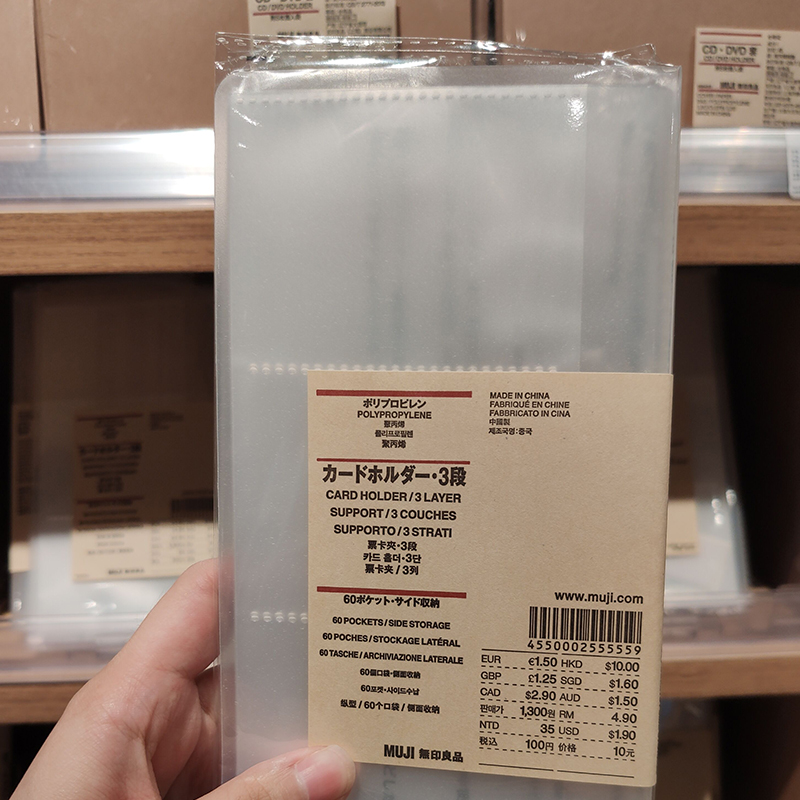 CD/DVD HOLDER
CD・DVD
CD/DVD HOLDER
ポリプロピレン
POLYPROPYLENE
聚丙烯
폴리프로필렌
聚丙烯
カードホルダー・3段
CARD HOLDER/3 LAYER
SUPPORT/3 COUCHES
SUPPORTO/3 STRATI
票卡夾・3段
카드 홀더・3단
票卡夹/3列
60ポケット・サイド収納
60 POCKETS/SIDE STORAGE
60 POCHES/STOCKAGE LATÉRAL
60 TASCHE/ARCHIVIAZIONE LATERALE
60個口袋・側面收納
60포켓・사이드수납
纵型/60个口袋/侧面收纳
MUJI 無印良品
MADE IN CHINA
FABRIQUÉ EN CHINE
FABBRICATO IN CINA
中國製
제조국명:중국
www.muji.com
4550002555559
EUR €1.50 HKD $10.00
GBP £1.25 SGD $1.60
CAD $2.90 AUD $1.50
판매가 1,300원 RM 4.90
NTD 35 USD $1.90
税込 100円 价格 10元